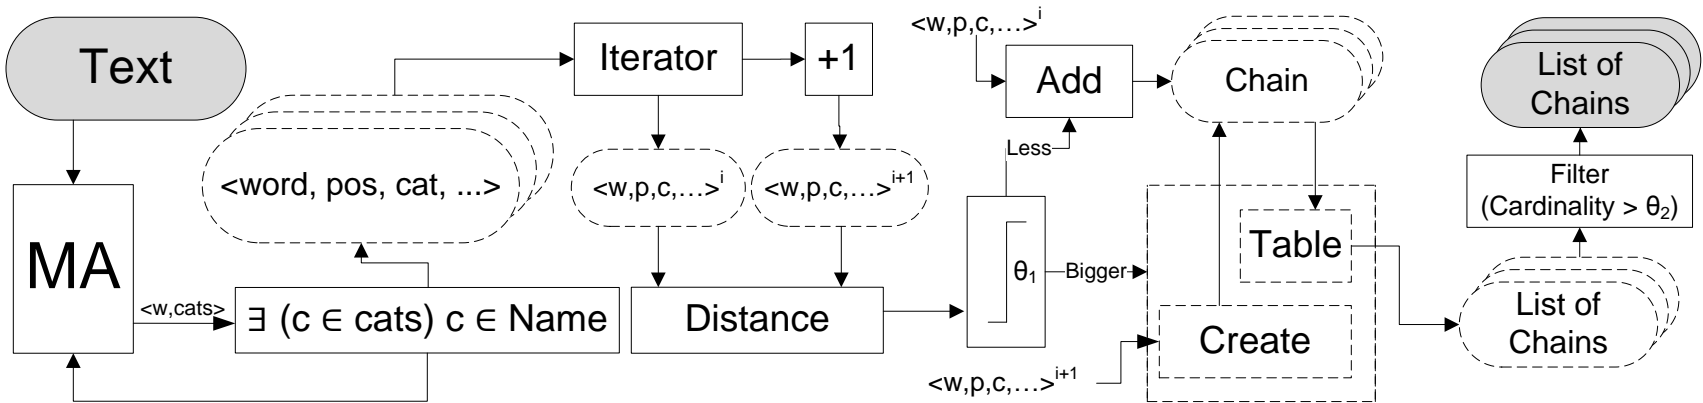 Text
MA
<w,cats>
∃ (c ∈ cats) c ∈ Name
<word, pos, cat, ...>
Iterator
+1
<w,p,c,…>i
<w,p,c,…>i+1
Distance
θ1
Less
Bigger
<w,p,c,…>i
Add
Chain
Table
Create
<w,p,c,…>i+1
List of
Chains
Filter
(Cardinality > θ2)
List of
Chains